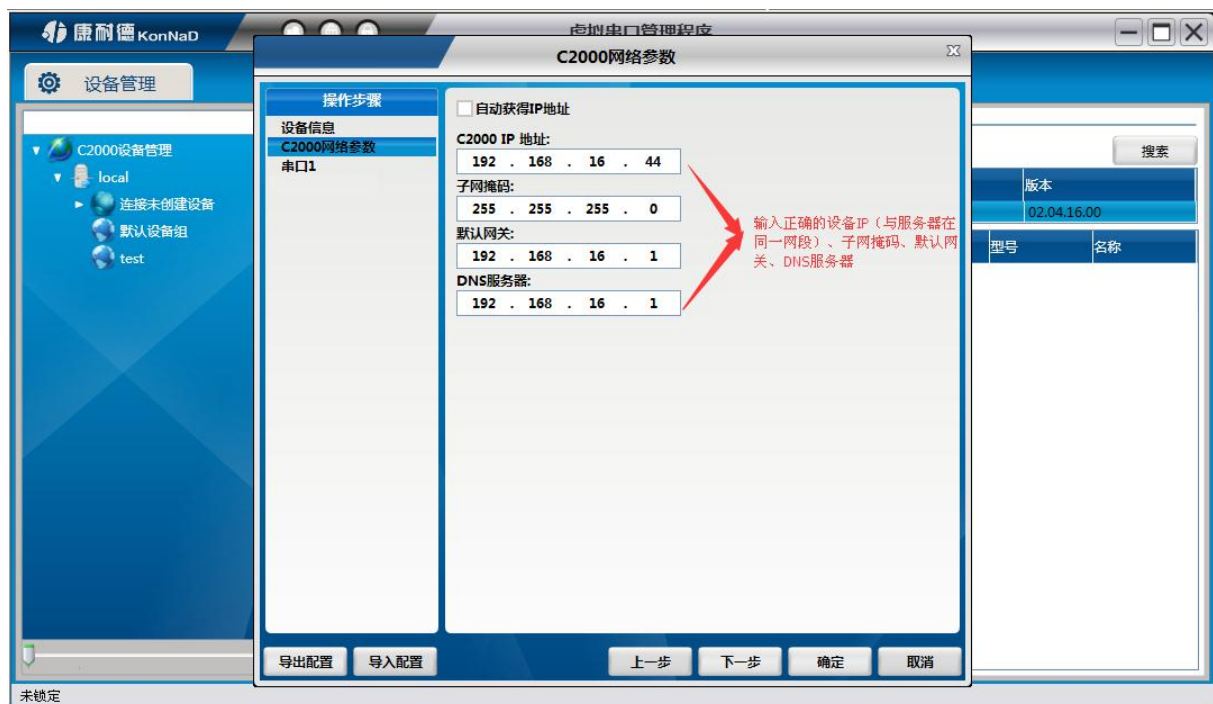 康耐德 KonNaD
虚拟串口管理程序
C2000网络参数
设备管理
操作步骤
设备信息
C2000网络参数
串口1
自动获得IP地址
C2000 IP 地址:
192 . 168 . 16 . 44
子网掩码:
255 . 255 . 255 . 0
默认网关:
192 . 168 . 16 . 1
DNS服务器:
192 . 168 . 16 . 1
输入正确的设备IP（与服务器在
同一网段）、子网掩码、默认网
关、DNS服务器
C2000设备管理
local
连接未创建设备
默认设备组
test
搜索
版本
02.04.16.00
型号 名称
导出配置 导入配置 上一步 下一步 确定 取消
未锁定